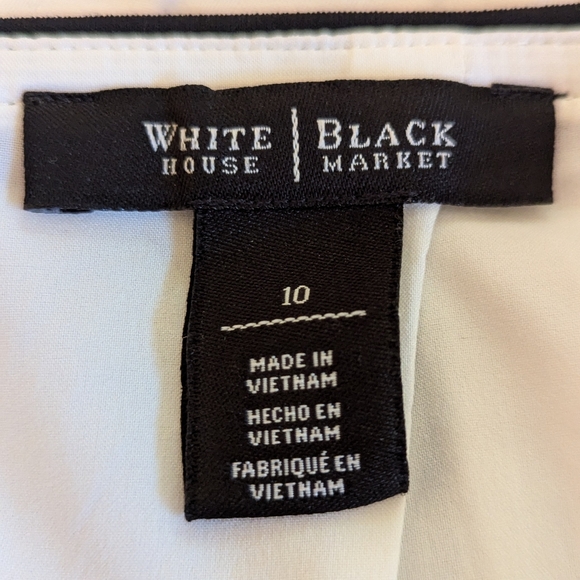 WHITE | BLACK
HOUSE | MARKET
10
MADE IN
VIETNAM
HECHO EN
VIETNAM
FABRIQUÉ EN
VIETNAM